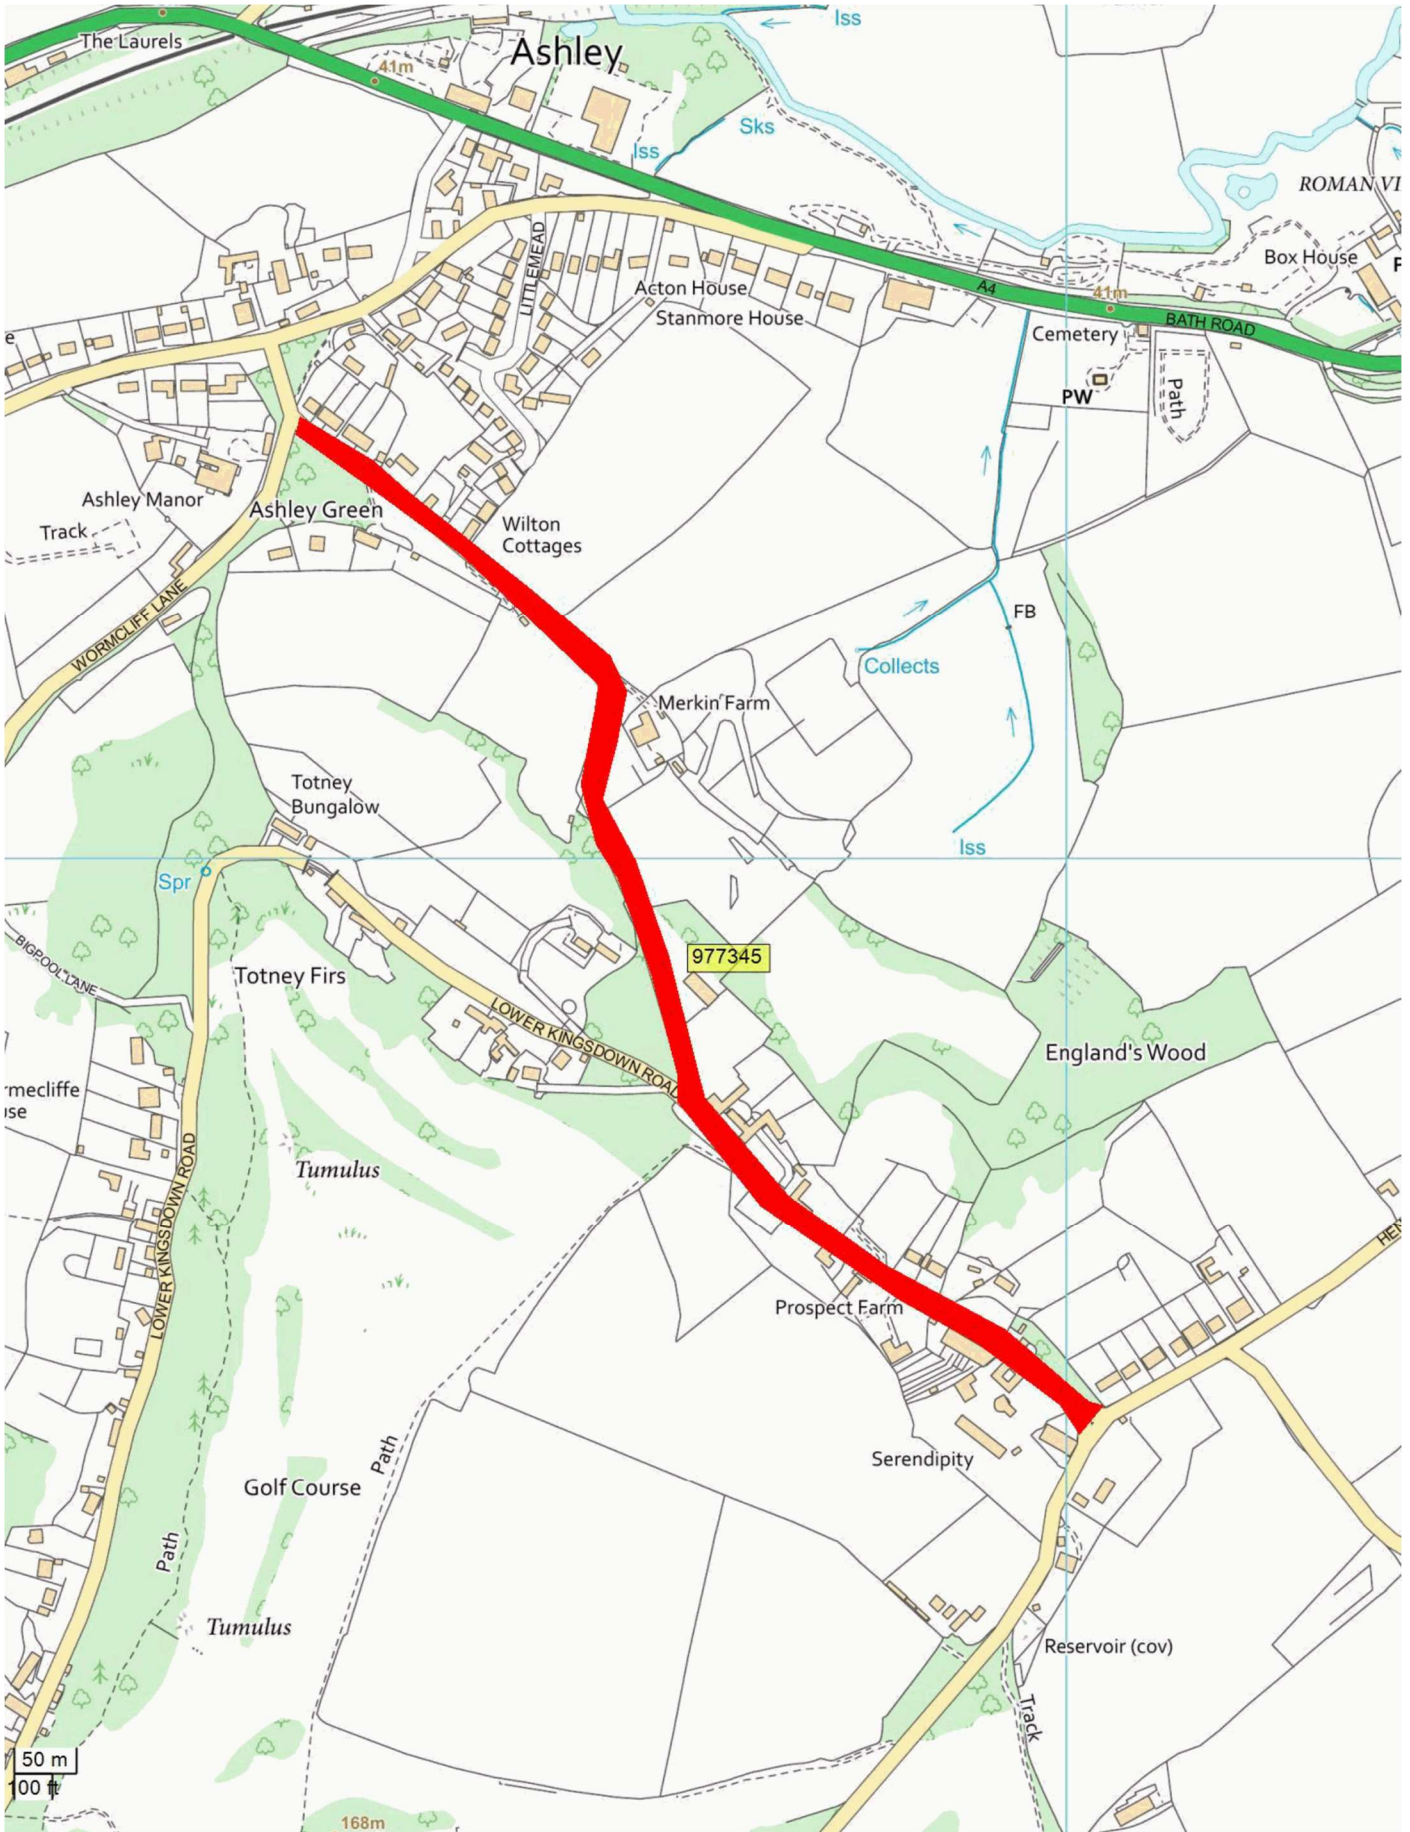 Iss
The Laurels
Ashley
41m
Sks
Iss
ROMAN VI
LITTLEMEAD
Box House
Acton House
A4
41m
Stanmore House
BATH ROAD
Cemetery
e
PW
Path
Ashley Manor
Ashley Green
Track
Wilton
Cottages
WORMCLIFF LANE
FB
Collects
Merkin Farm
Totney
Bungalow
Iss
Spr
BIGPOOL LANE
977345
Totney Firs
LOWER KINGSDOWN ROAD
England's Wood
rmecliffe
use
Tumulus
LOWER KINGSDOWN ROAD
HEN
Prospect Farm
Path
Serendipity
Golf Course
Path
Tumulus
Reservoir (cov)
Track
50 m
100 ft
168m